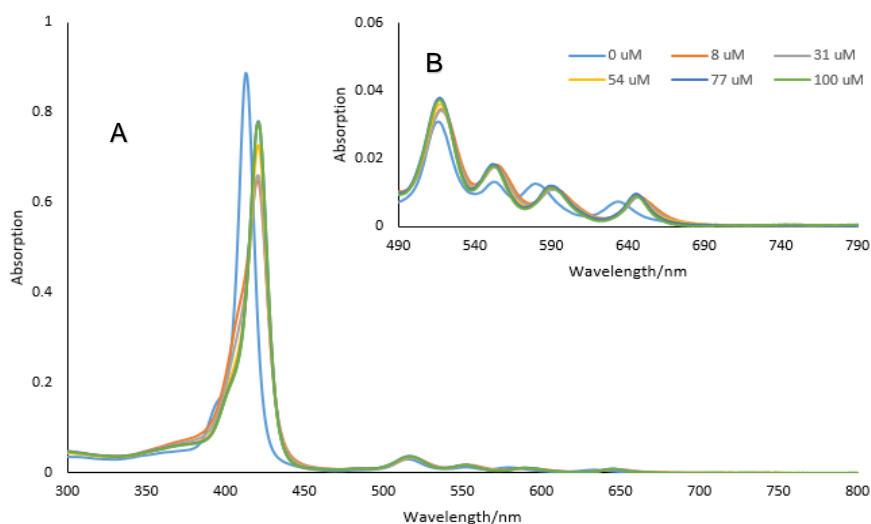 1
0.8
0.6
0.4
0.2
0
Absorption
300 350 400 450 500 550 600 650 700 750 800
Wavelength/nm
A
0.06
0.04
0.02
0
Absorption
B
0 uM 8 uM 31 uM
54 uM 77 uM 100 uM
490 540 590 640 690 740 790
Wavelength/nm